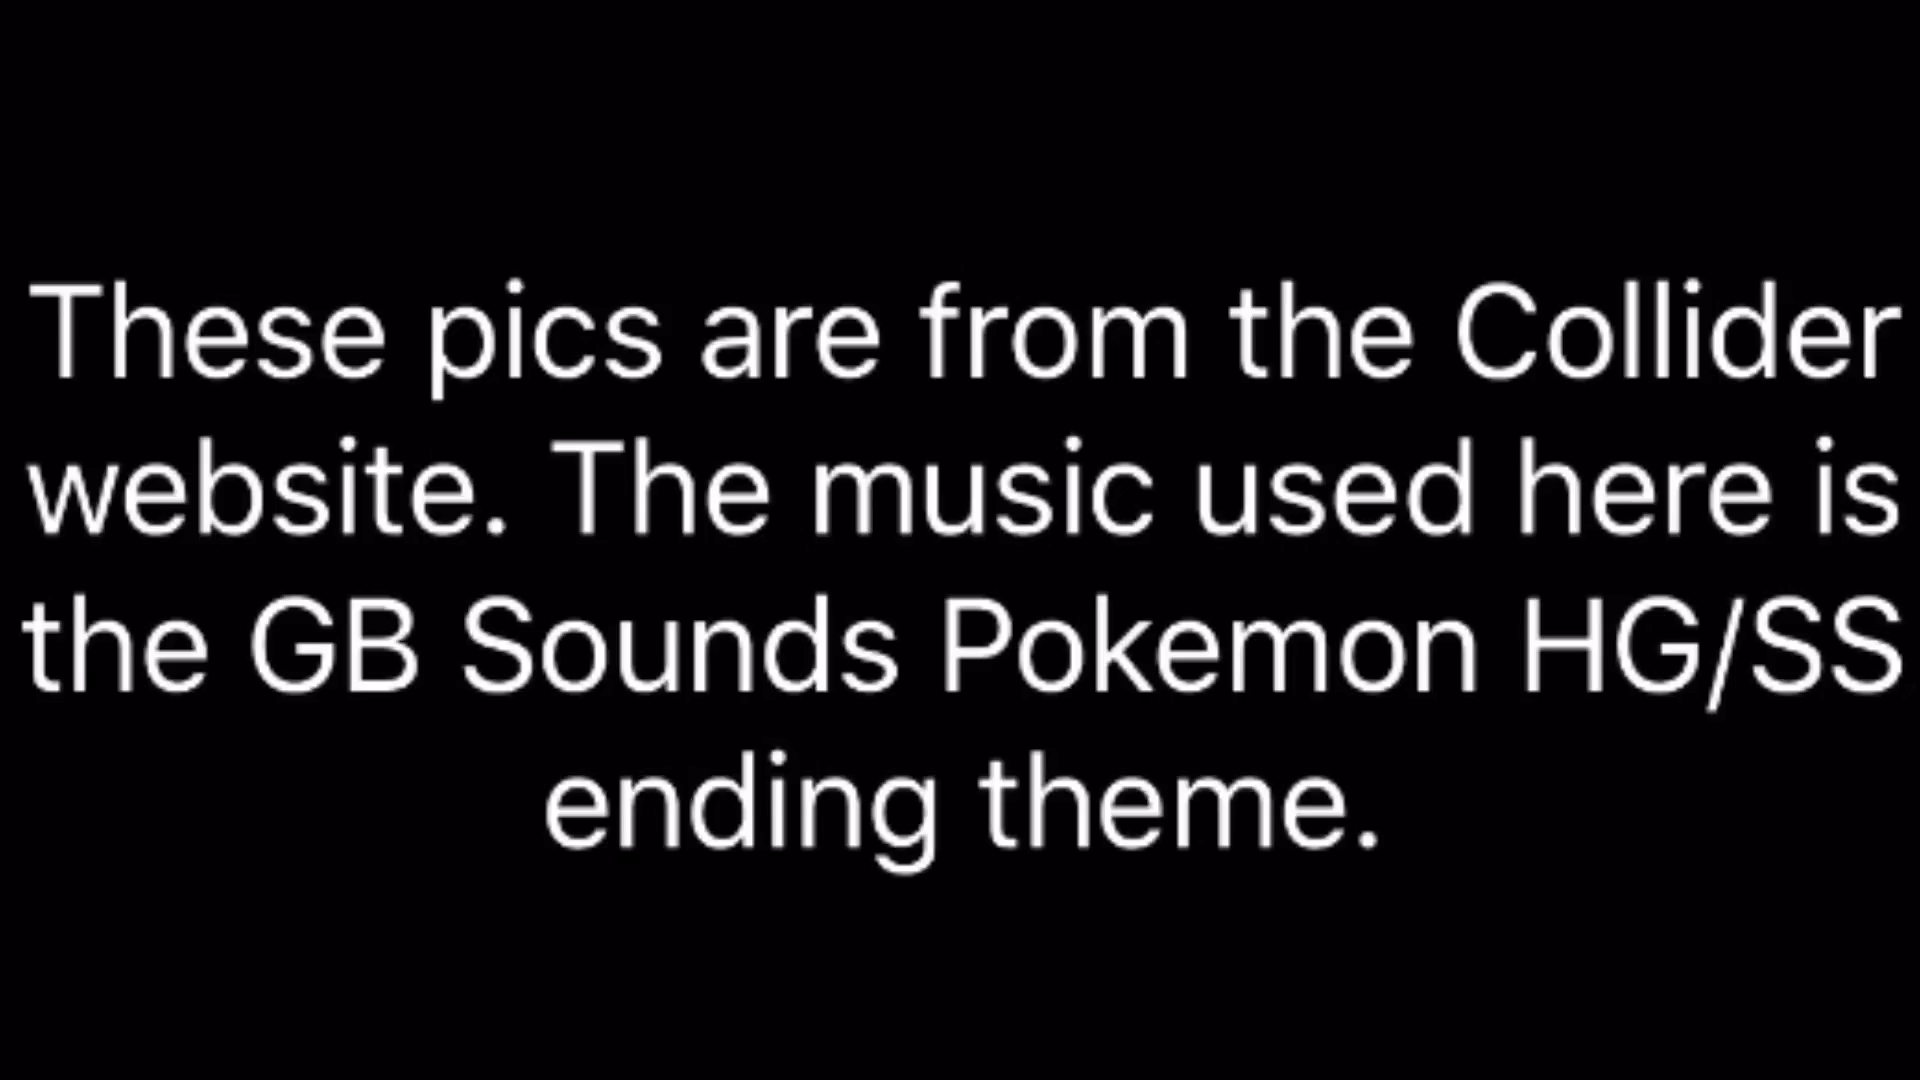 These pics are from the Collider
website. The music used here is
the GB Sounds Pokemon HG/SS
ending theme.